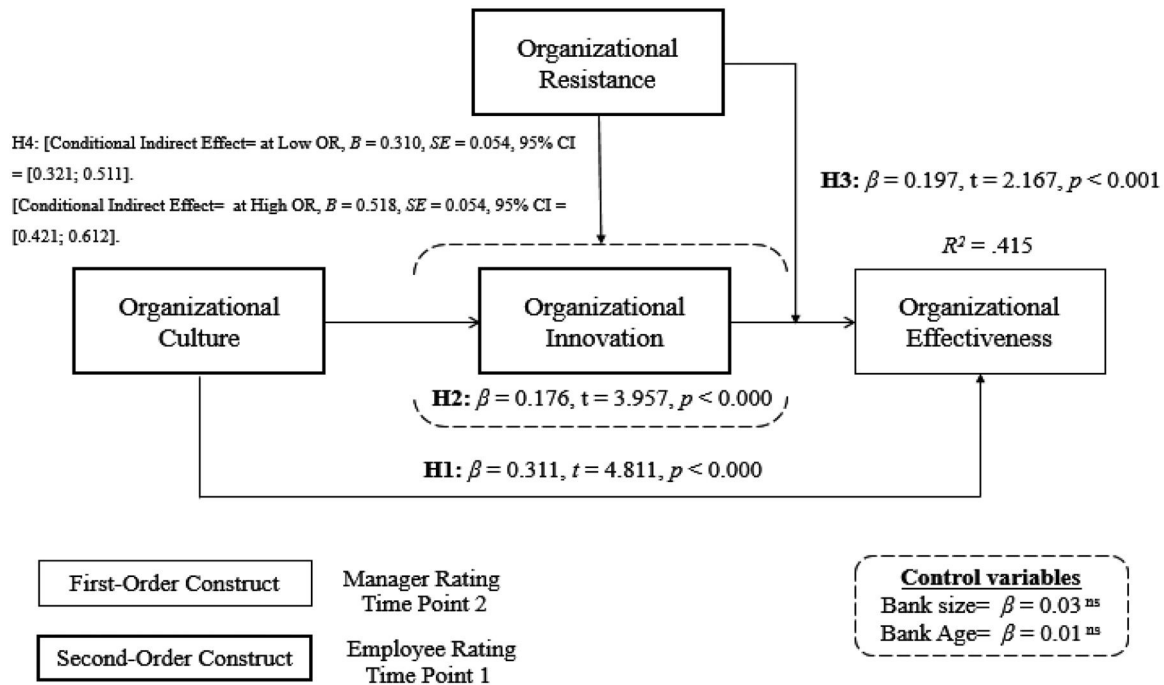 Organizational
Resistance
H4: [Conditional Indirect Effect= at Low OR, B = 0.310, SE = 0.054, 95% CI
= [0.321; 0.511].
[Conditional Indirect Effect= at High OR, B = 0.518, SE = 0.054, 95% CI =
[0.421; 0.612].
H3: β = 0.197, t = 2.167, p < 0.001
R² = .415
Organizational
Culture
Organizational
Innovation
Organizational
Effectiveness
H2: β = 0.176, t = 3.957, p < 0.000
H1: β = 0.311, t = 4.811, p < 0.000
First-Order Construct
Manager Rating
Time Point 2
Second-Order Construct
Employee Rating
Time Point 1
Control variables
Bank size= β = 0.03 ns
Bank Age= β = 0.01 ns